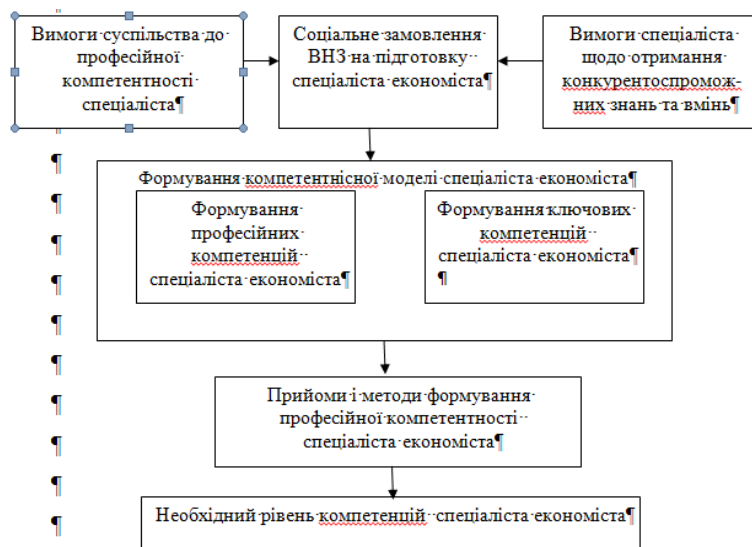 Вимоги суспільства до
професійної
компетентності
спеціаліста¶
Соціальне замовлення
ВНЗ на підготовку
спеціаліста економіста¶
Вимоги спеціаліста
щодо отримання
конкурентоспромож-
них знань та вмінь¶
¶
¶
¶
¶
¶
¶
¶
¶
¶
¶
Формування компетентнісної моделі спеціаліста економіста¶
Формування
професійних
компетенцій
спеціаліста економіста¶
Формування ключових
компетенцій
спеціаліста економіста¶
¶
Прийоми і методи формування
професійної компетентності
спеціаліста економіста¶
Необхідний рівень компетенцій спеціаліста економіста¶